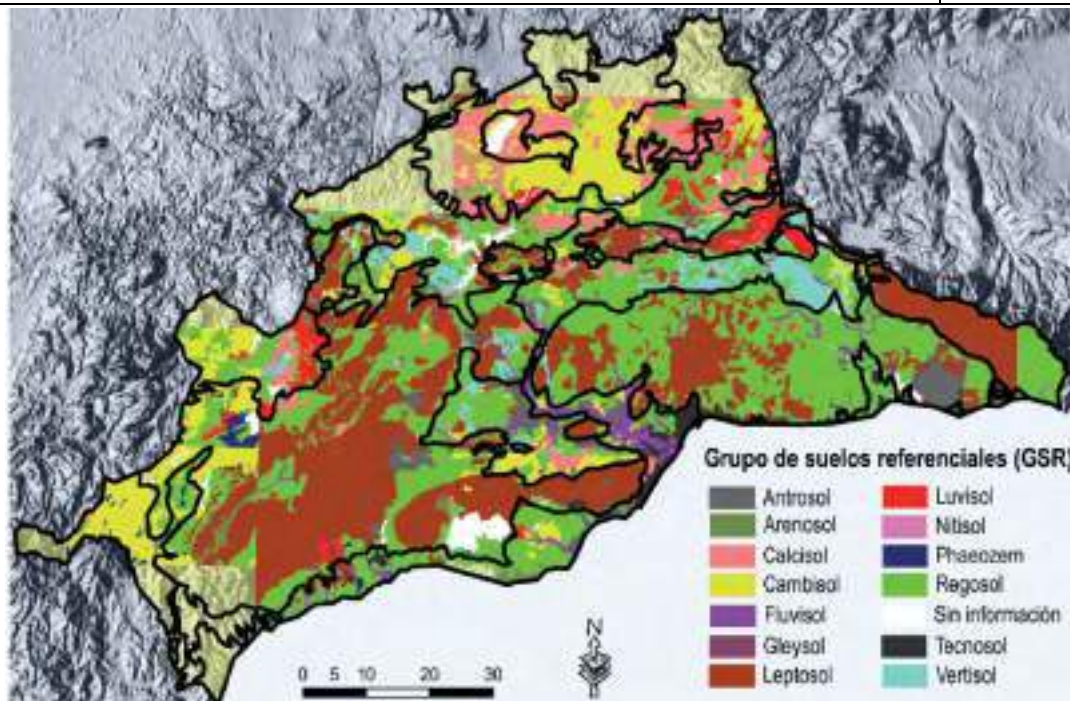 Grupo de suelos referenciales (GSR)
Antrosol
Arenosol
Calcisol
Cambisol
Fluvisol
Gleysol
Leptosol
Luvisol
Nitisol
Phaeozem
Regosol
Sin información
Tecnosol
Vertisol
N
0 5 10 20 30